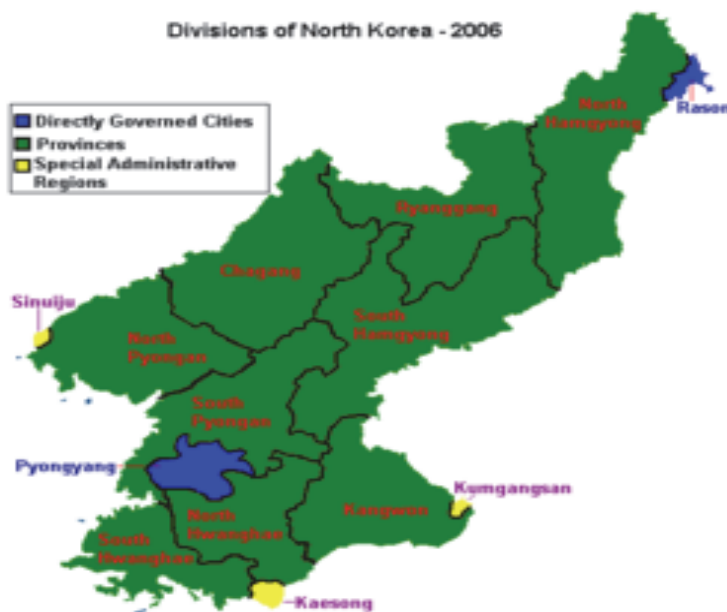 Divisions of North Korea - 2006
Directly Governed Cities
Provinces
Special Administrative
Regions
North
Hamgyong
Rason
Ryanggang
Chagang
South
Hamgyong
Sinuiju
North
Pyongan
South
Pyongan
Pyongyang
Kumgangsan
Kangwon
North
Hwanghae
South
Hwanghae
Kaesong